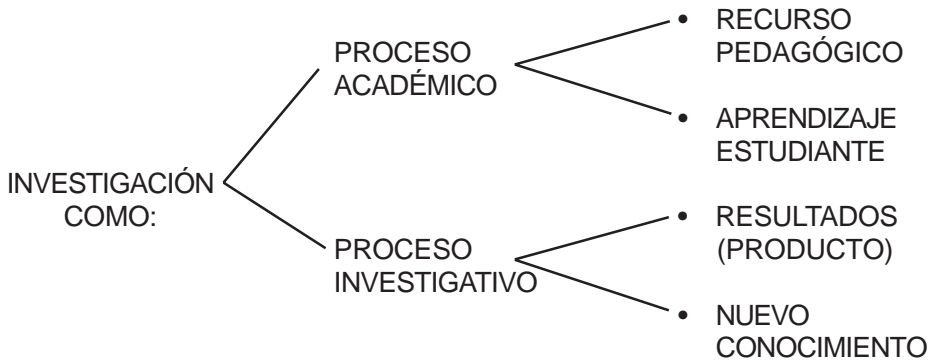 INVESTIGACIÓN
COMO:
PROCESO
ACADÉMICO
• RECURSO
PEDAGÓGICO
• APRENDIZAJE
ESTUDIANTE
PROCESO
INVESTIGATIVO
• RESULTADOS
(PRODUCTO)
• NUEVO
CONOCIMIENTO